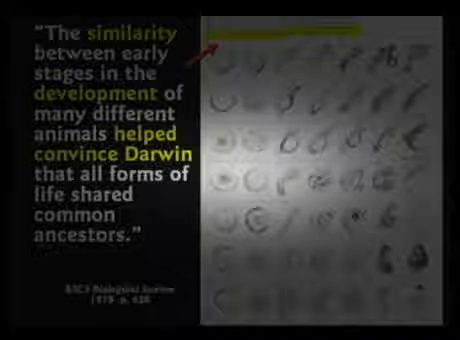 "The similarity
between early
stages in the
development of
many different
animals helped
convince Darwin
that all forms of
life shared
common
ancestors."